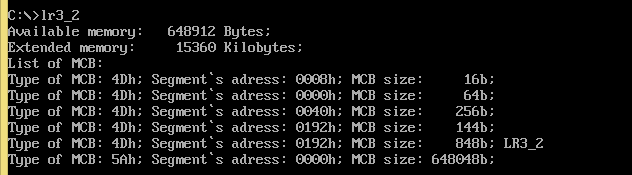 C:\>lr3_2
Available memory:   648912 Bytes;
Extended memory:     15360 Kilobytes;
List of MCB:
Type of MCB: 4Dh; Segment`s adress: 0008h; MCB size:     16b;
Type of MCB: 4Dh; Segment`s adress: 0000h; MCB size:     64b;
Type of MCB: 4Dh; Segment`s adress: 0040h; MCB size:    256b;
Type of MCB: 4Dh; Segment`s adress: 0192h; MCB size:    144b;
Type of MCB: 4Dh; Segment`s adress: 0192h; MCB size:    848b; LR3_2
Type of MCB: 5Ah; Segment`s adress: 0000h; MCB size: 648048b;